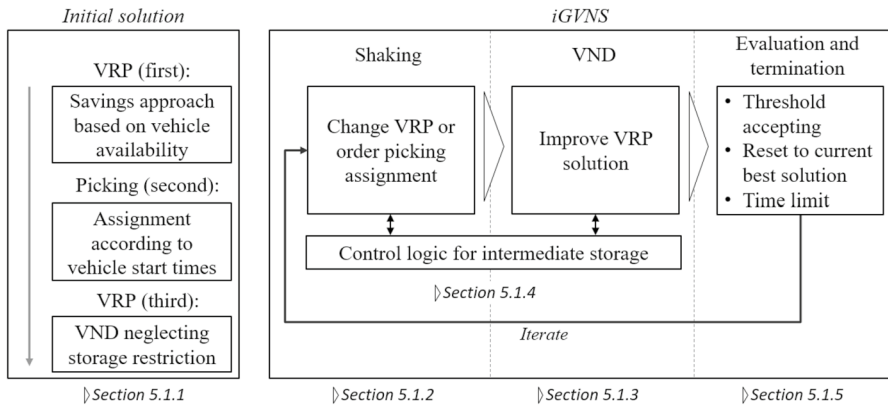 Initial solution
VRP (first):
Savings approach
based on vehicle
availability
Picking (second):
Assignment
according to
vehicle start times
VRP (third):
VND neglecting
storage restriction
Section 5.1.1
iGVNS
Shaking
Change VRP or
order picking
assignment
VND
Improve VRP
solution
Evaluation and
termination
• Threshold
accepting
• Reset to current
best solution
• Time limit
Control logic for intermediate storage
Section 5.1.4
Iterate
Section 5.1.2
Section 5.1.3
Section 5.1.5